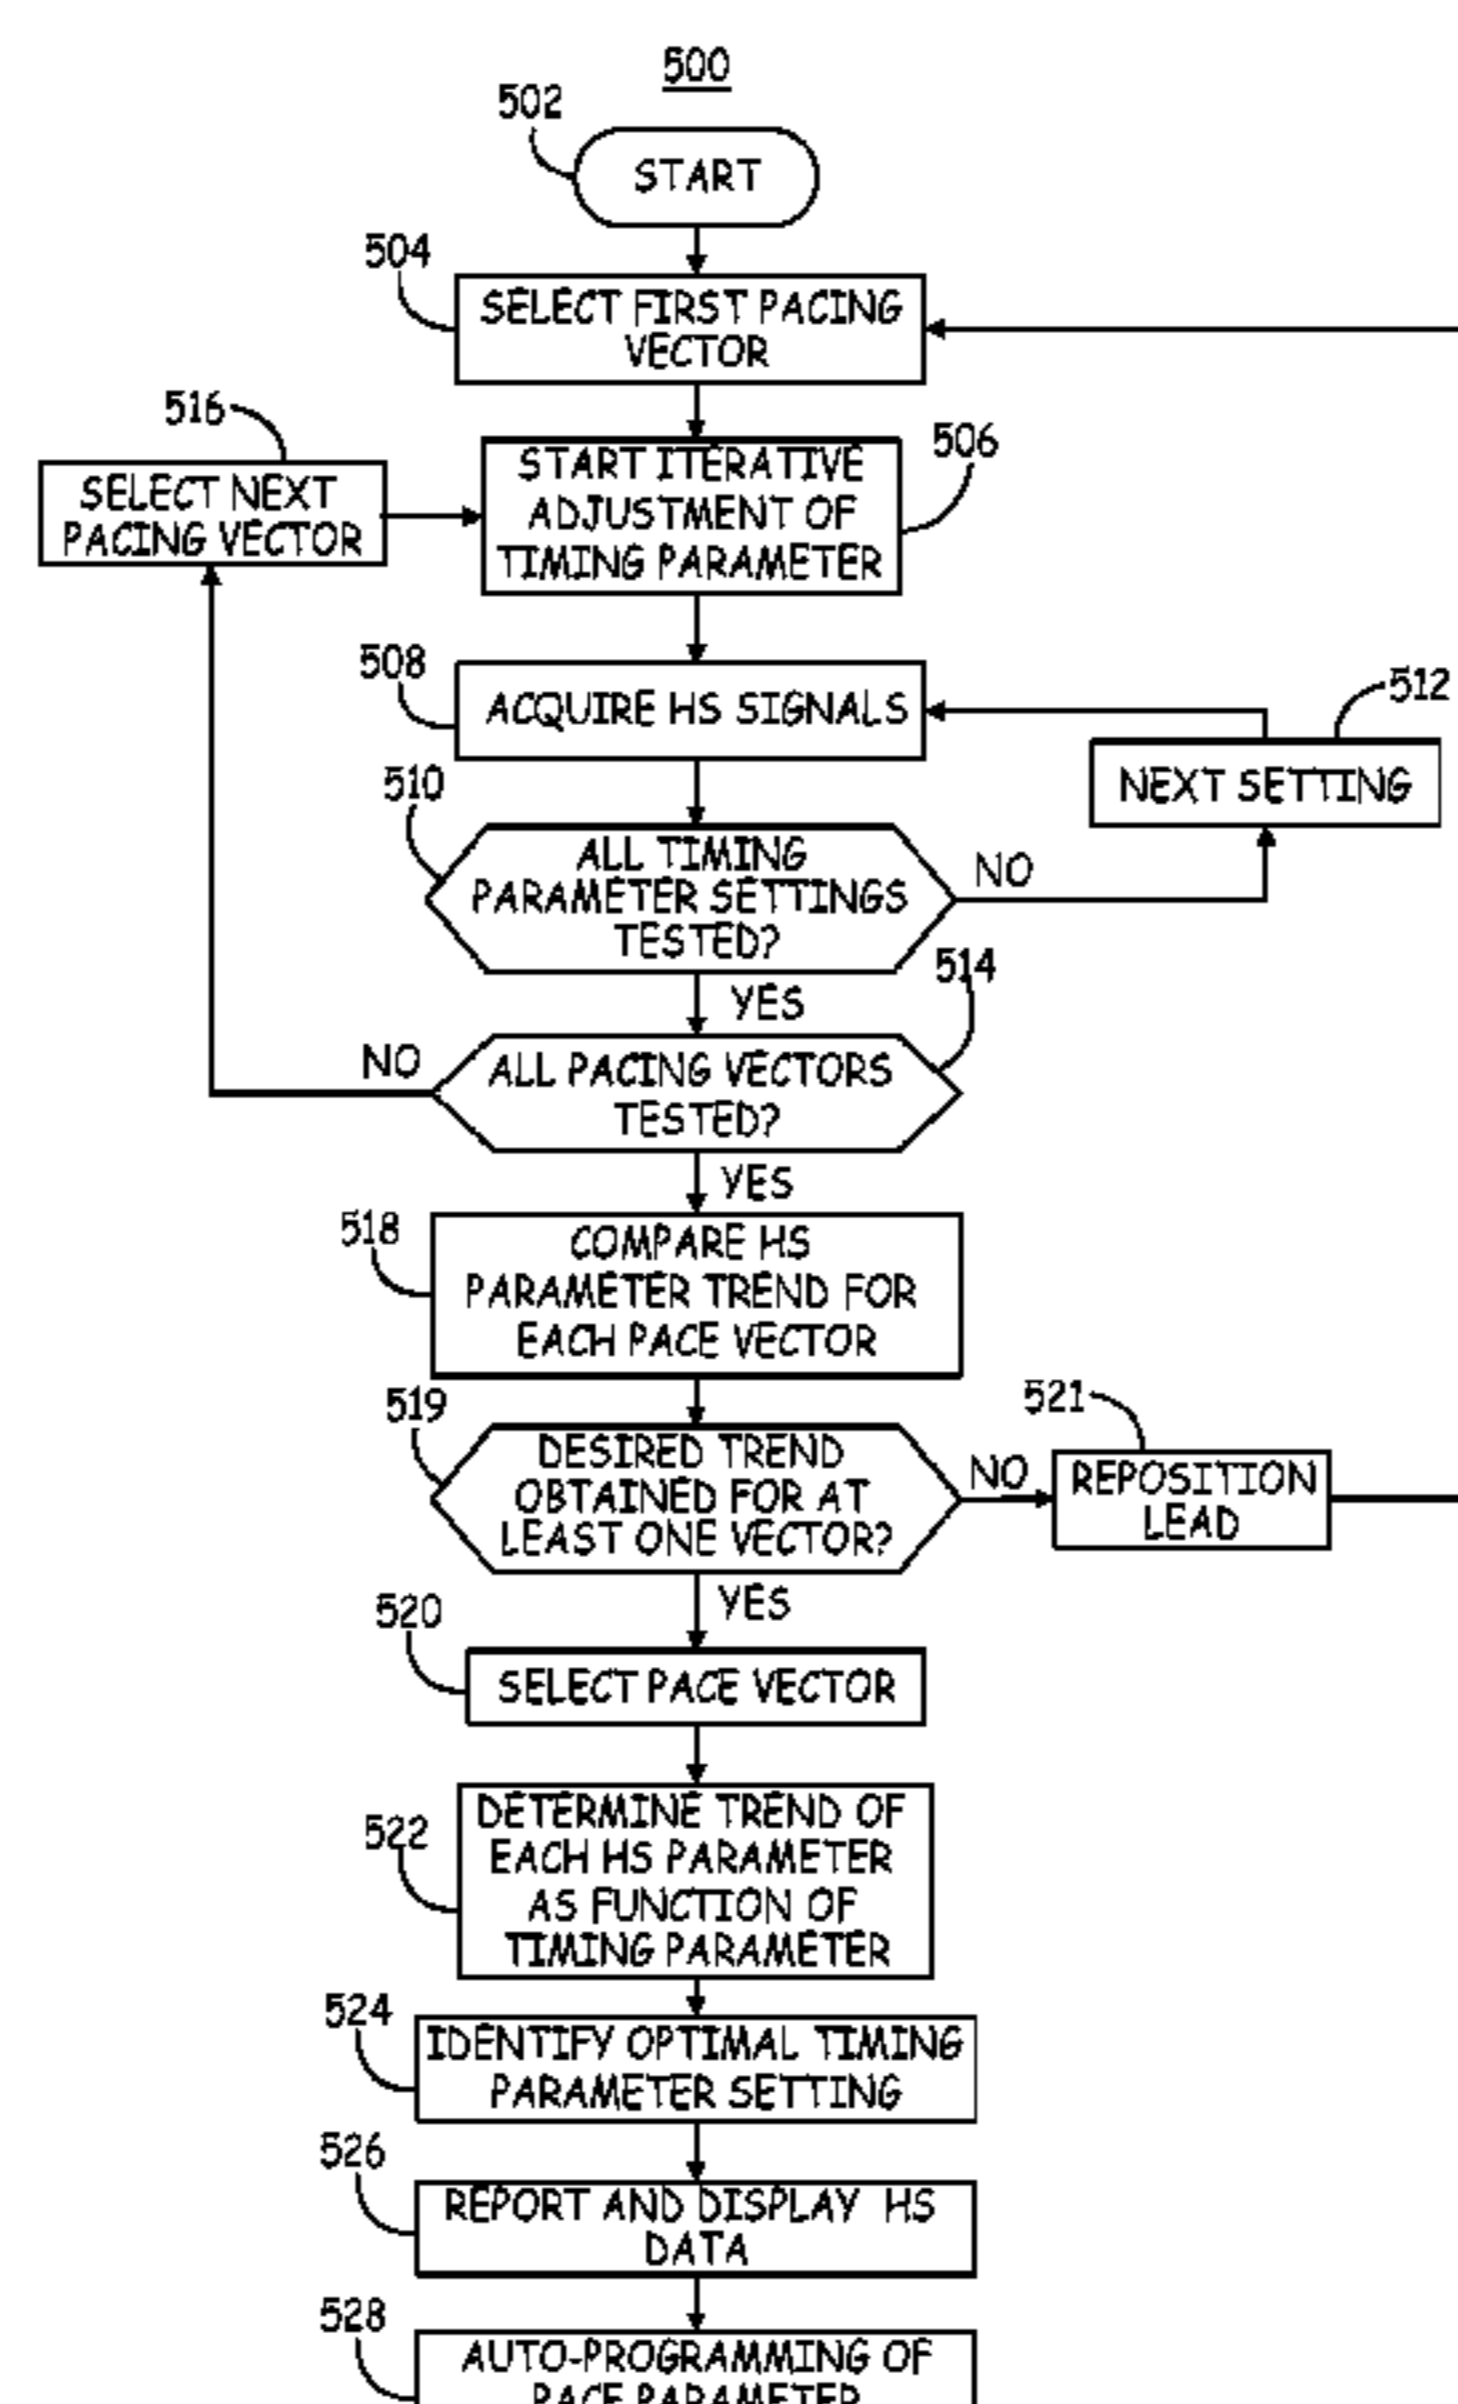 500
502
START
504
SELECT FIRST PACING
VECTOR
516
SELECT NEXT
PACING VECTOR
506
START ITERATIVE
ADJUSTMENT OF
TIMING PARAMETER
508
ACQUIRE HS SIGNALS
512
NEXT SETTING
510
ALL TIMING
PARAMETER SETTINGS
TESTED?
NO
YES
514
ALL PACING VECTORS
TESTED?
NO
YES
518
COMPARE HS
PARAMETER TREND FOR
EACH PACE VECTOR
519
DESIRED TREND
OBTAINED FOR AT
LEAST ONE VECTOR?
NO
521
REPOSITION
LEAD
YES
520
SELECT PACE VECTOR
522
DETERMINE TREND OF
EACH HS PARAMETER
AS FUNCTION OF
TIMING PARAMETER
524
IDENTIFY OPTIMAL TIMING
PARAMETER SETTING
526
REPORT AND DISPLAY HS
DATA
528
AUTO-PROGRAMMING OF
PACE PARAMETER